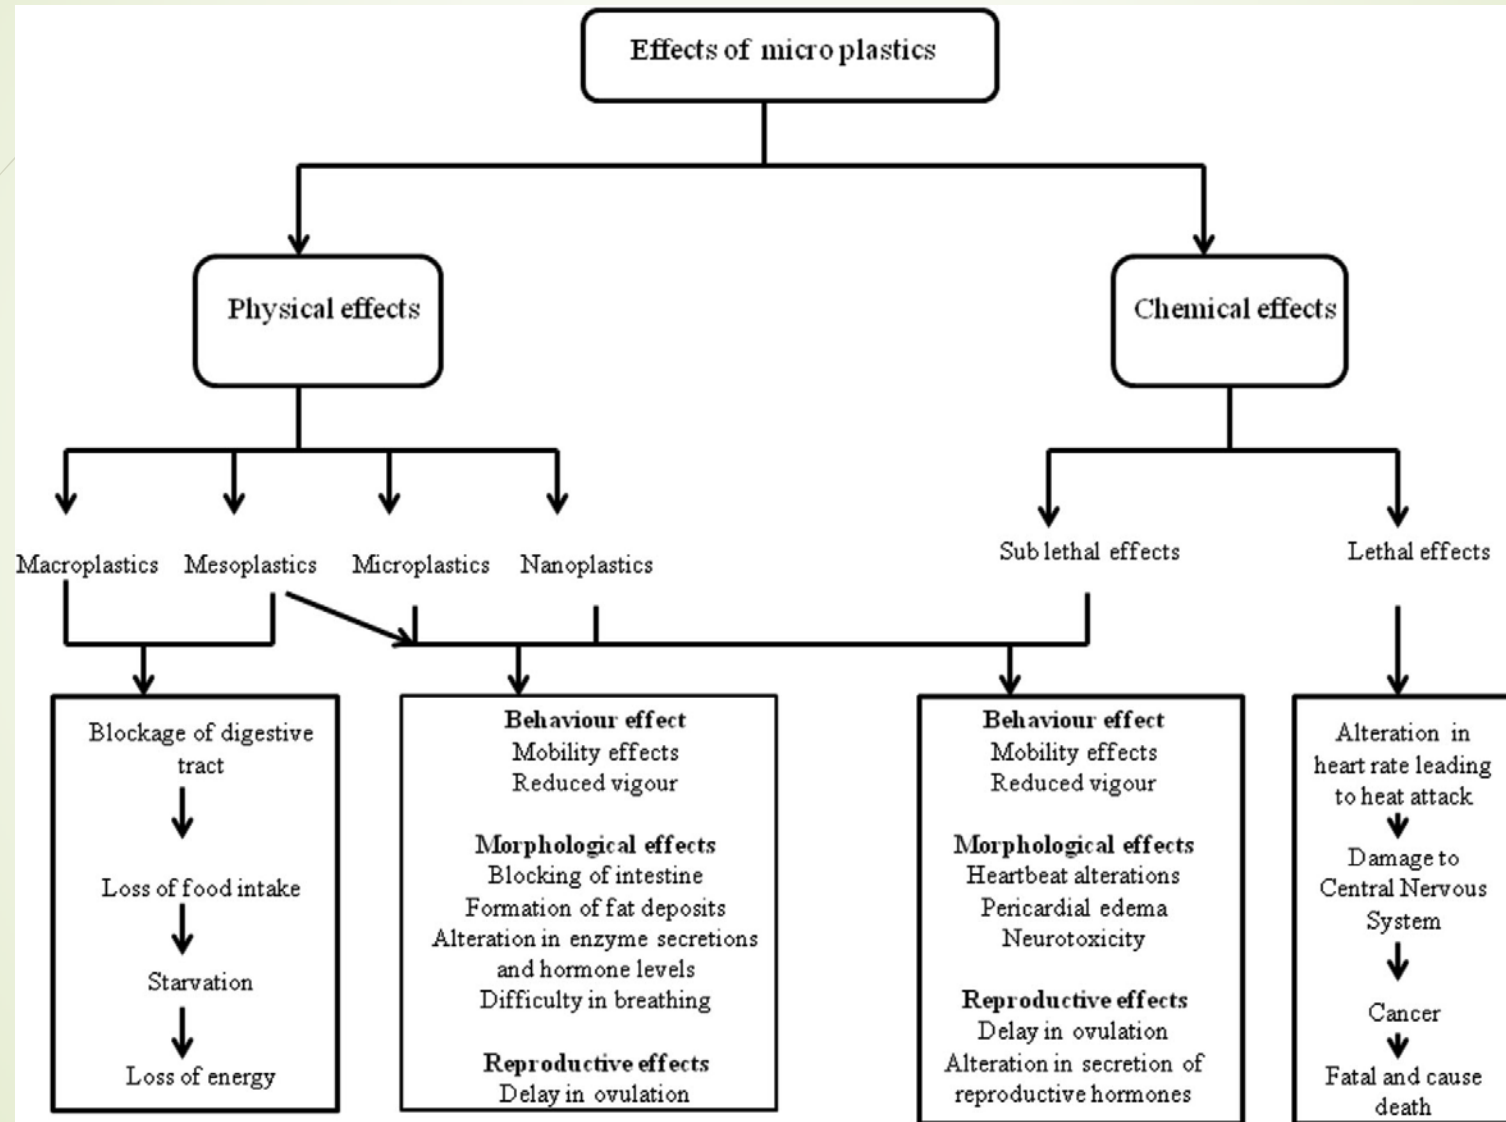 Effects of micro plastics
Physical effects
Chemical effects
Macroplastics
Mesoplastics
Microplastics
Nanoplastics
Sub lethal effects
Lethal effects
Blockage of digestive
tract
Loss of food intake
Starvation
Loss of energy
Behaviour effect
Mobility effects
Reduced vigour
Morphological effects
Blocking of intestine
Formation of fat deposits
Alteration in enzyme secretions
and hormone levels
Difficulty in breathing
Reproductive effects
Delay in ovulation
Behaviour effect
Mobility effects
Reduced vigour
Morphological effects
Heartbeat alterations
Pericardial edema
Neurotoxicity
Reproductive effects
Delay in ovulation
Alteration in secretion of
reproductive hormones
Alteration in
heart rate leading
to heat attack
Damage to
Central Nervous
System
Cancer
Fatal and cause
death